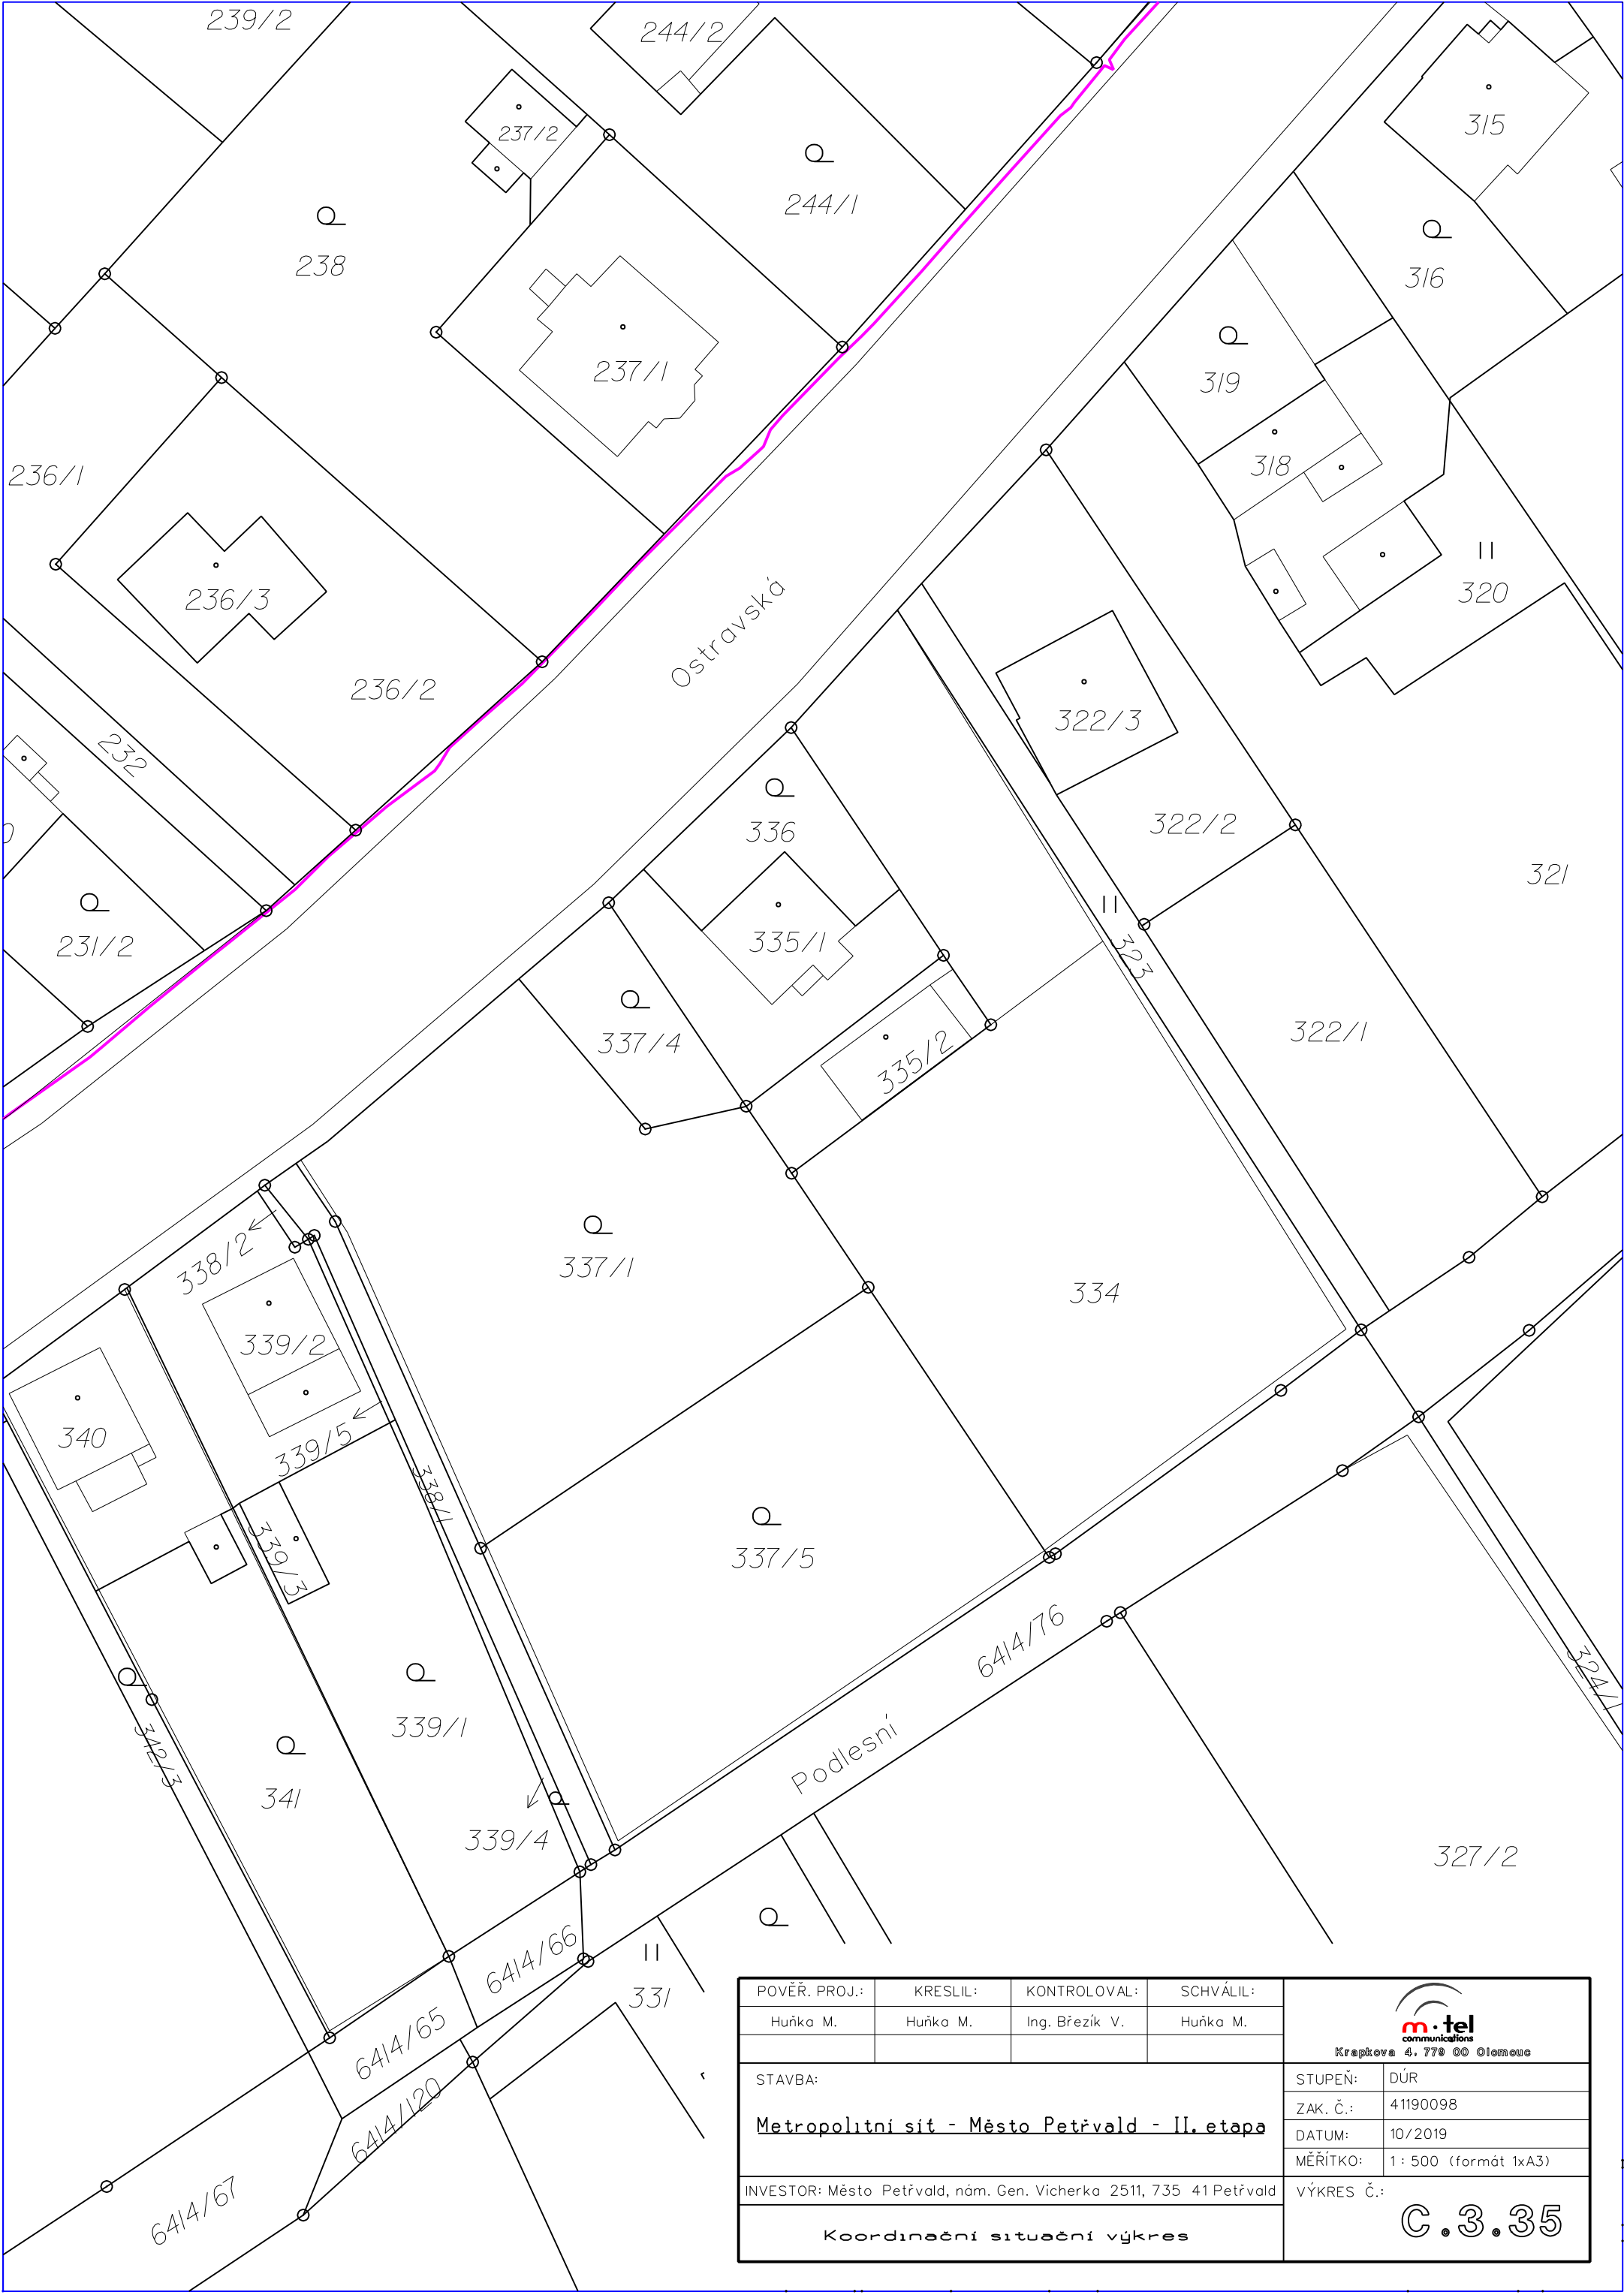 239/2
244/2
237/2
315
244/1
238
316
237/1
319
236/1
318
236/3
320
Ostravská
236/2
322/3
232
336
322/2
321
231/2
335/1
323
322/1
337/4
335/2
338/2
337/1
334
339/2
340
339/5
338/1
339/3
337/5
6414/76
324/1
339/1
342/3
Podlesní
341
339/4
327/2
6414/66
331
6414/65
6414/120
6414/67
POVĚŘ. PROJ.: KRESLIL: KONTROLOVAL: SCHVÁLIL:
Huňka M. Huňka M. Ing. Březík V. Huňka M.
m·tel
communications
Krapkova 4, 779 00 Olomouc
STAVBA:
Metropolitní síť - Město Petřvald - II. etapa
STUPEŇ: DÚR
ZAK. Č.: 41190098
DATUM: 10/2019
MĚŘÍTKO: 1 : 500 (formát 1xA3)
INVESTOR: Město Petřvald, nám. Gen. Vicherka 2511, 735 41 Petřvald
VÝKRES Č.:
C.3.35
Koordinační situační výkres